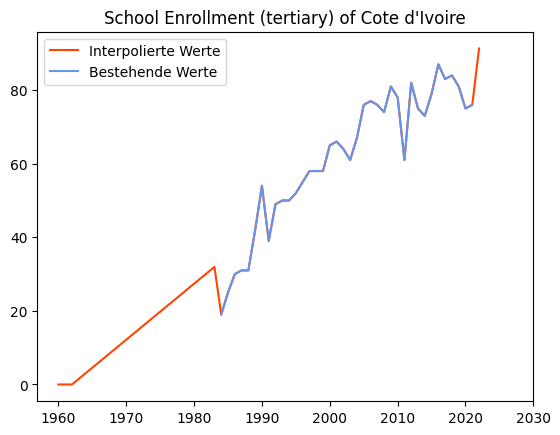 School Enrollment (tertiary) of Cote d'Ivoire
Interpolierte Werte
Bestehende Werte
80
60
40
20
0
1960 1970 1980 1990 2000 2010 2020 2030